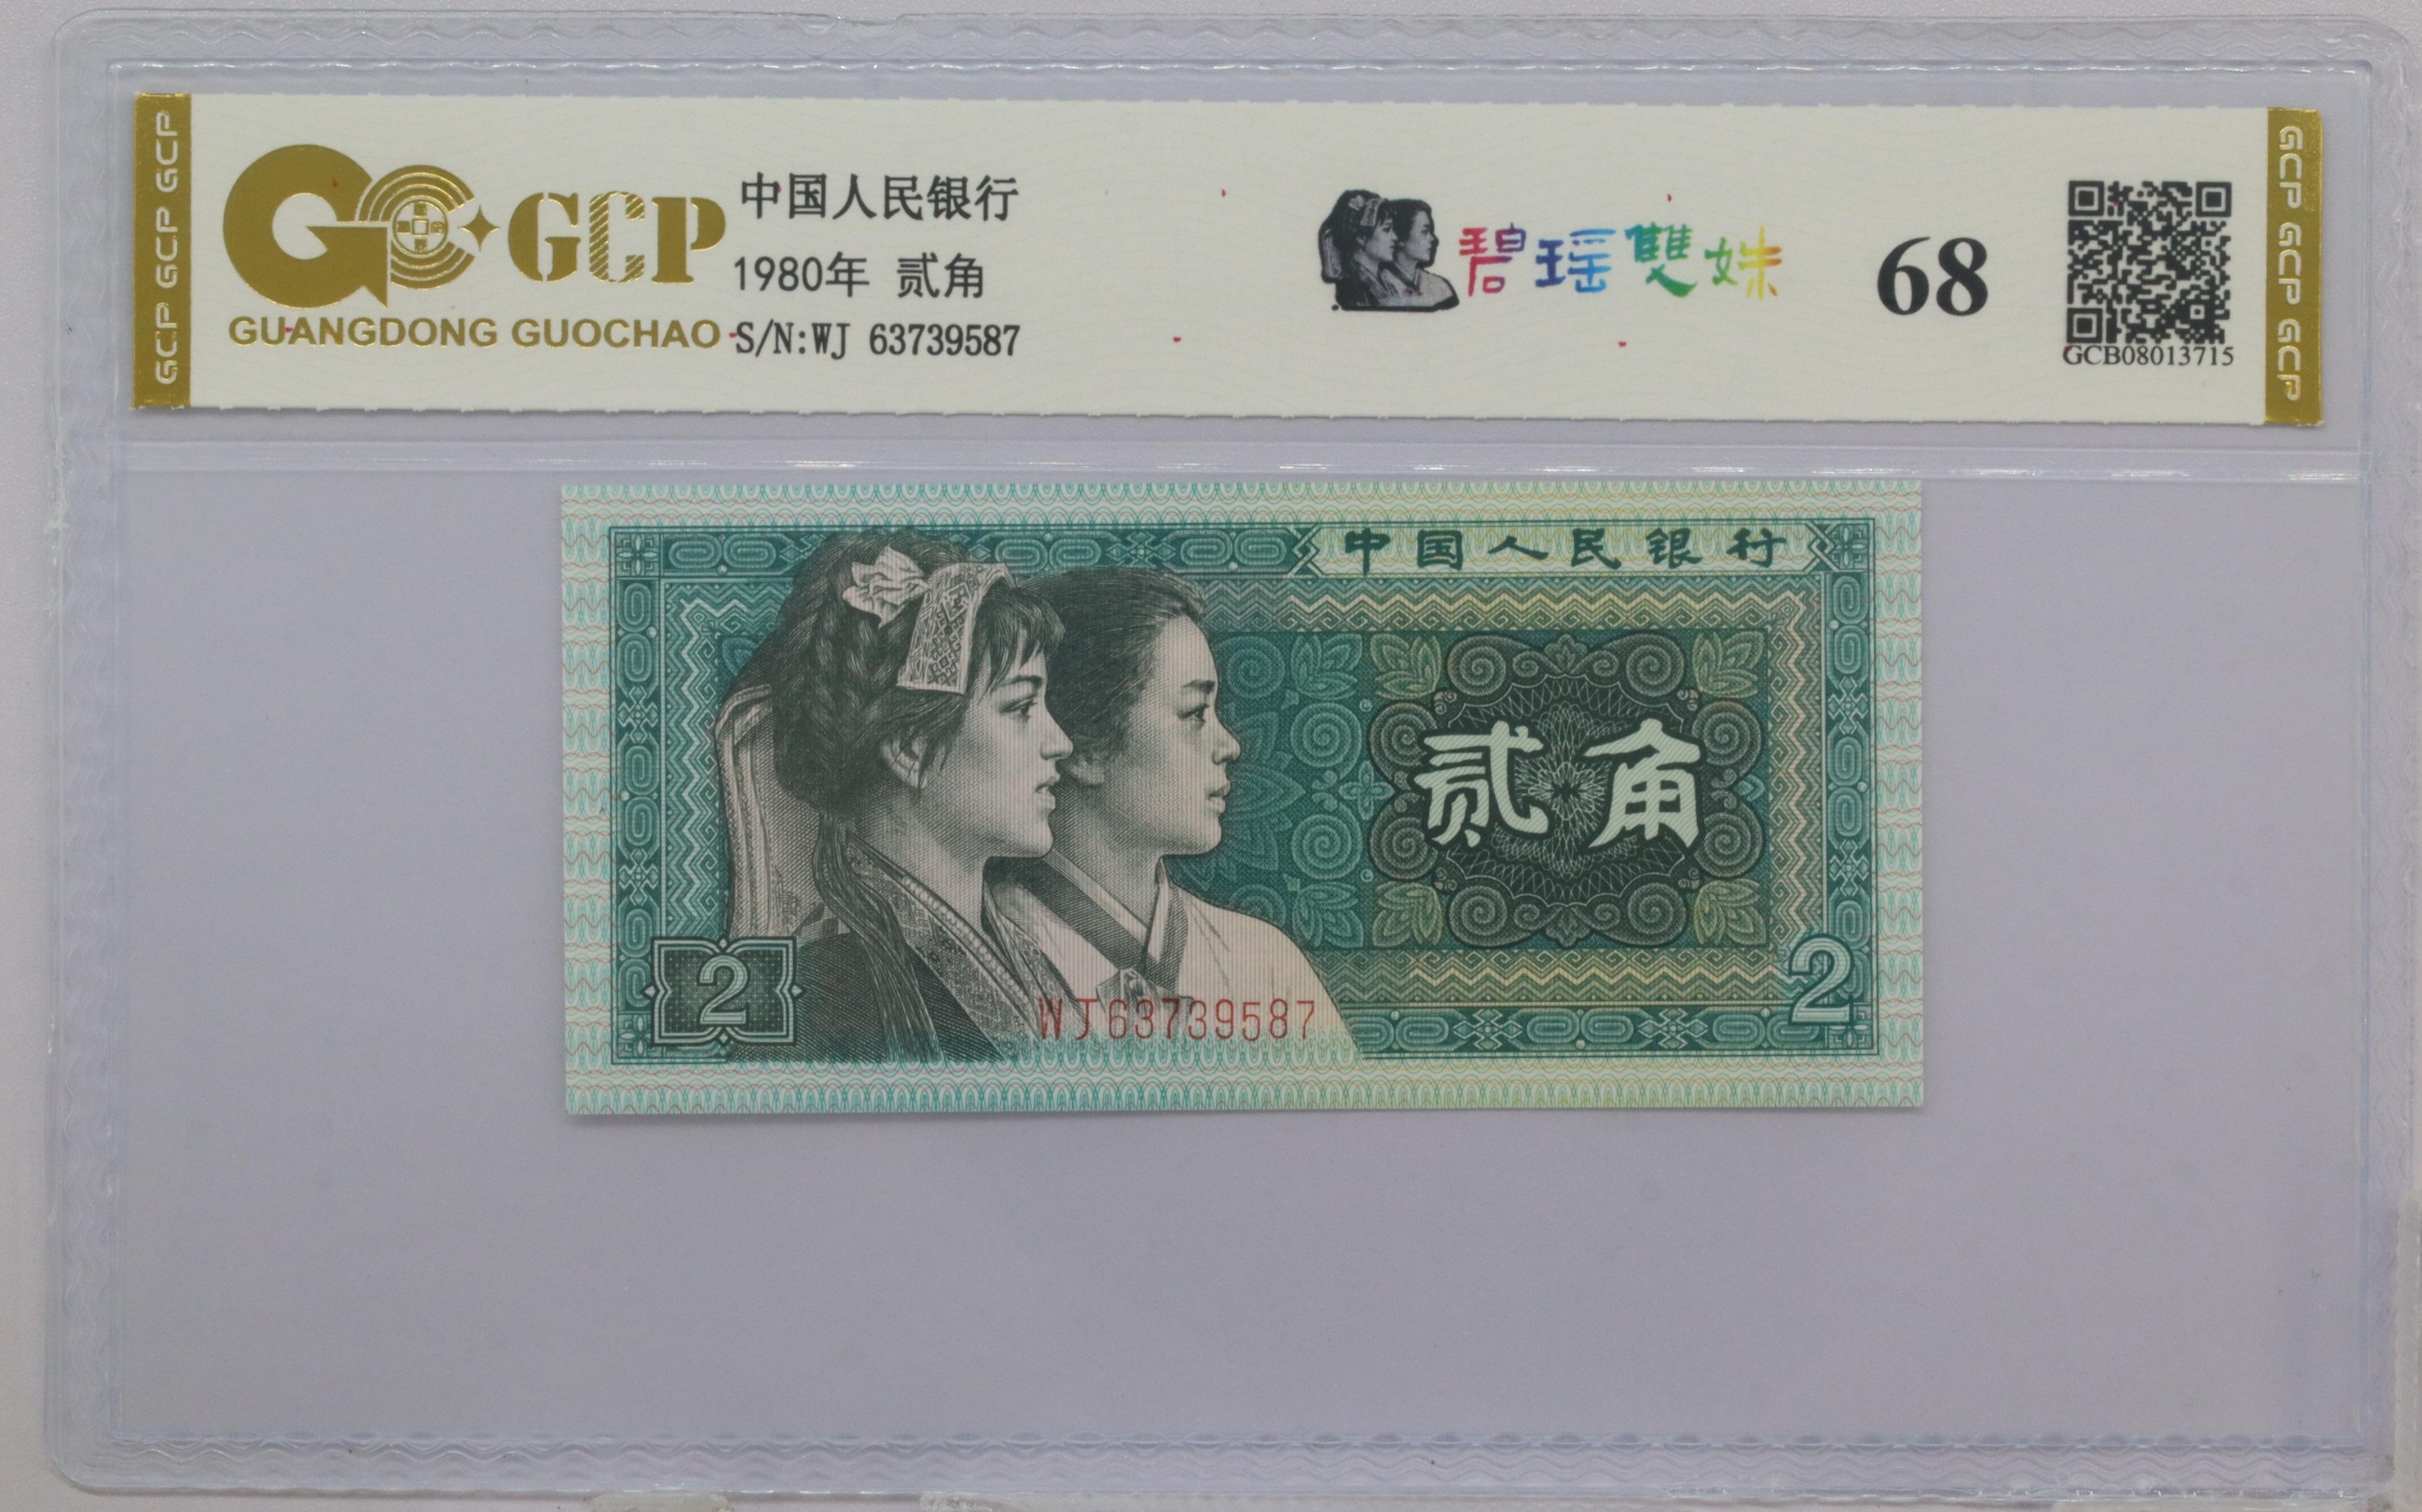 GCP GCP GCP
GCP
GUANGDONG GUOCHAO
中国人民银行
1980年 贰角
S/N:WJ 63739587
碧瑶雙姝
68
GCB08013715
GCP GCP GCP
中国人民银行
贰角
2
WJ63739587
2